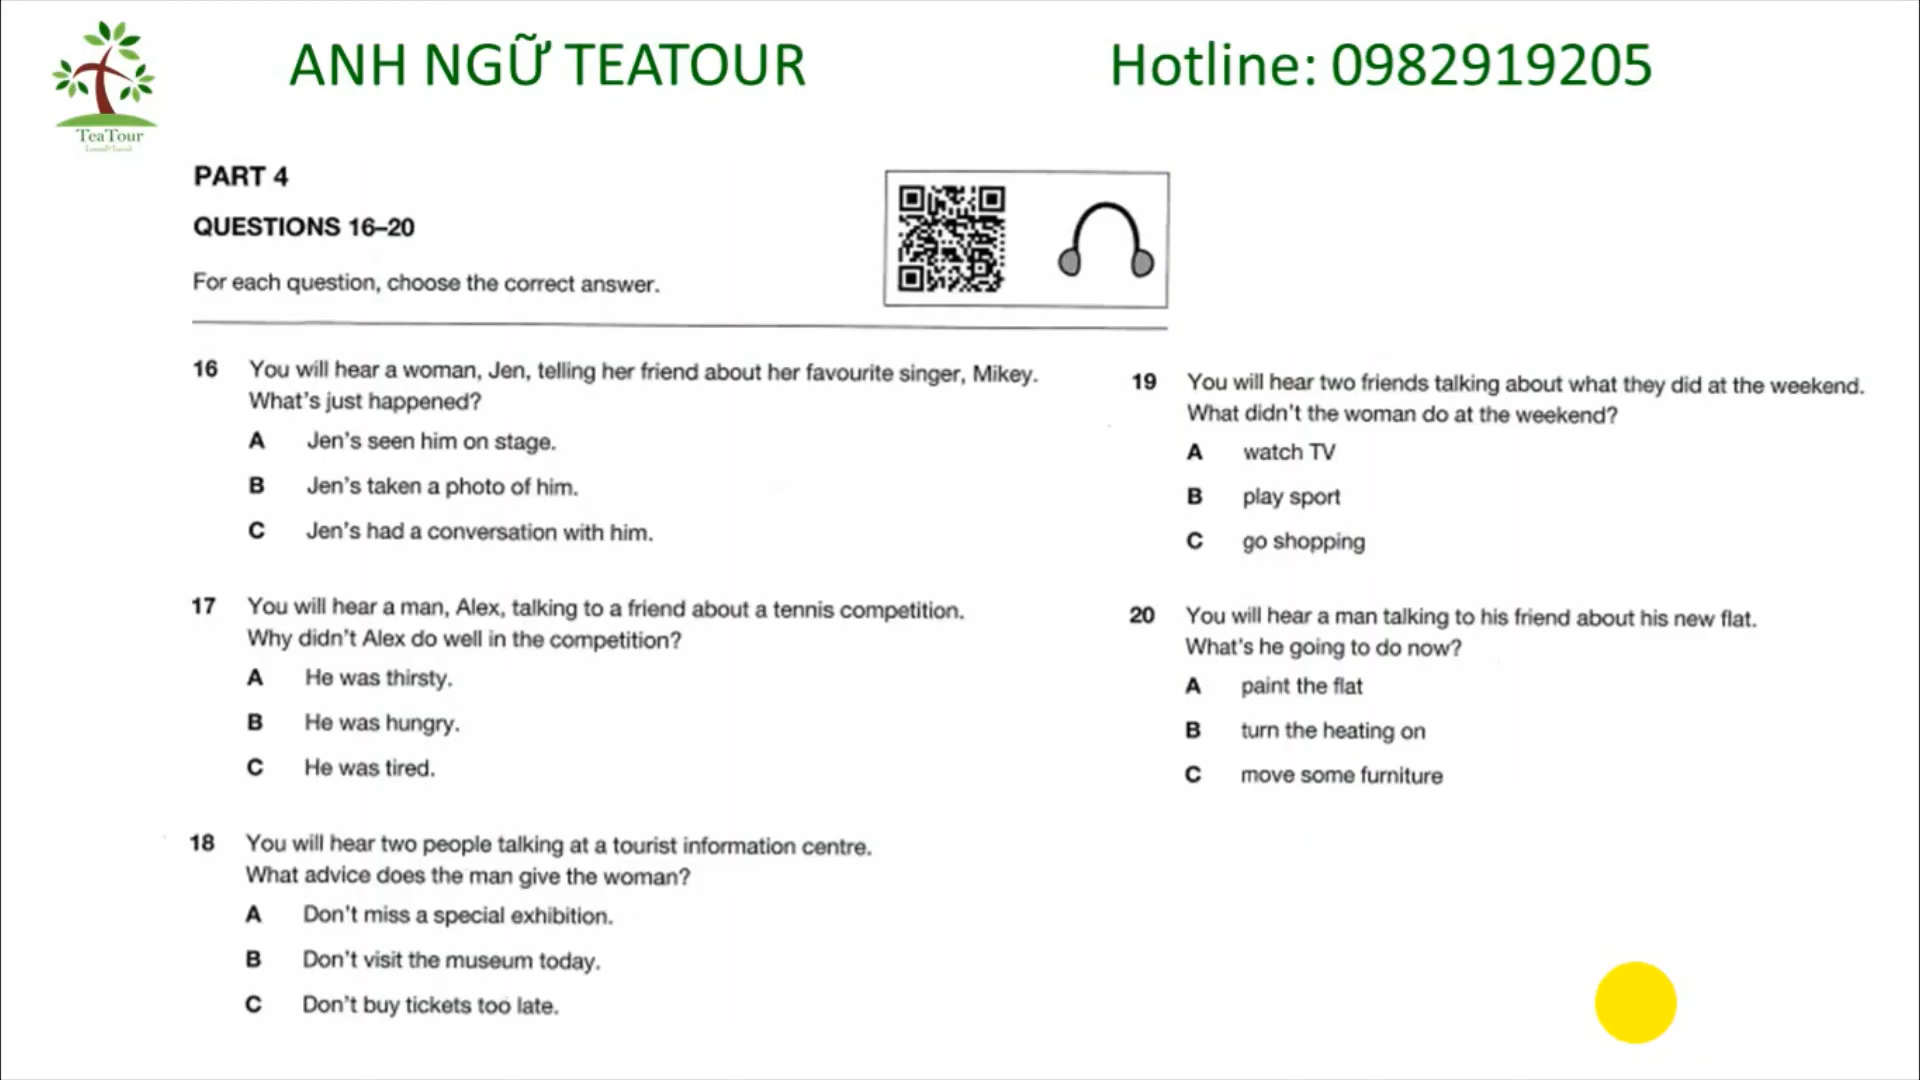 ANH NGỮ TEATOUR
Hotline: 0982919205
TeaTour
PART 4
QUESTIONS 16–20
For each question, choose the correct answer.
16 You will hear a woman, Jen, telling her friend about her favourite singer, Mikey.
What's just happened?
A Jen's seen him on stage.
B Jen's taken a photo of him.
C Jen's had a conversation with him.
17 You will hear a man, Alex, talking to a friend about a tennis competition.
Why didn't Alex do well in the competition?
A He was thirsty.
B He was hungry.
C He was tired.
18 You will hear two people talking at a tourist information centre.
What advice does the man give the woman?
A Don't miss a special exhibition.
B Don't visit the museum today.
C Don't buy tickets too late.
19 You will hear two friends talking about what they did at the weekend.
What didn't the woman do at the weekend?
A watch TV
B play sport
C go shopping
20 You will hear a man talking to his friend about his new flat.
What's he going to do now?
A paint the flat
B turn the heating on
C move some furniture